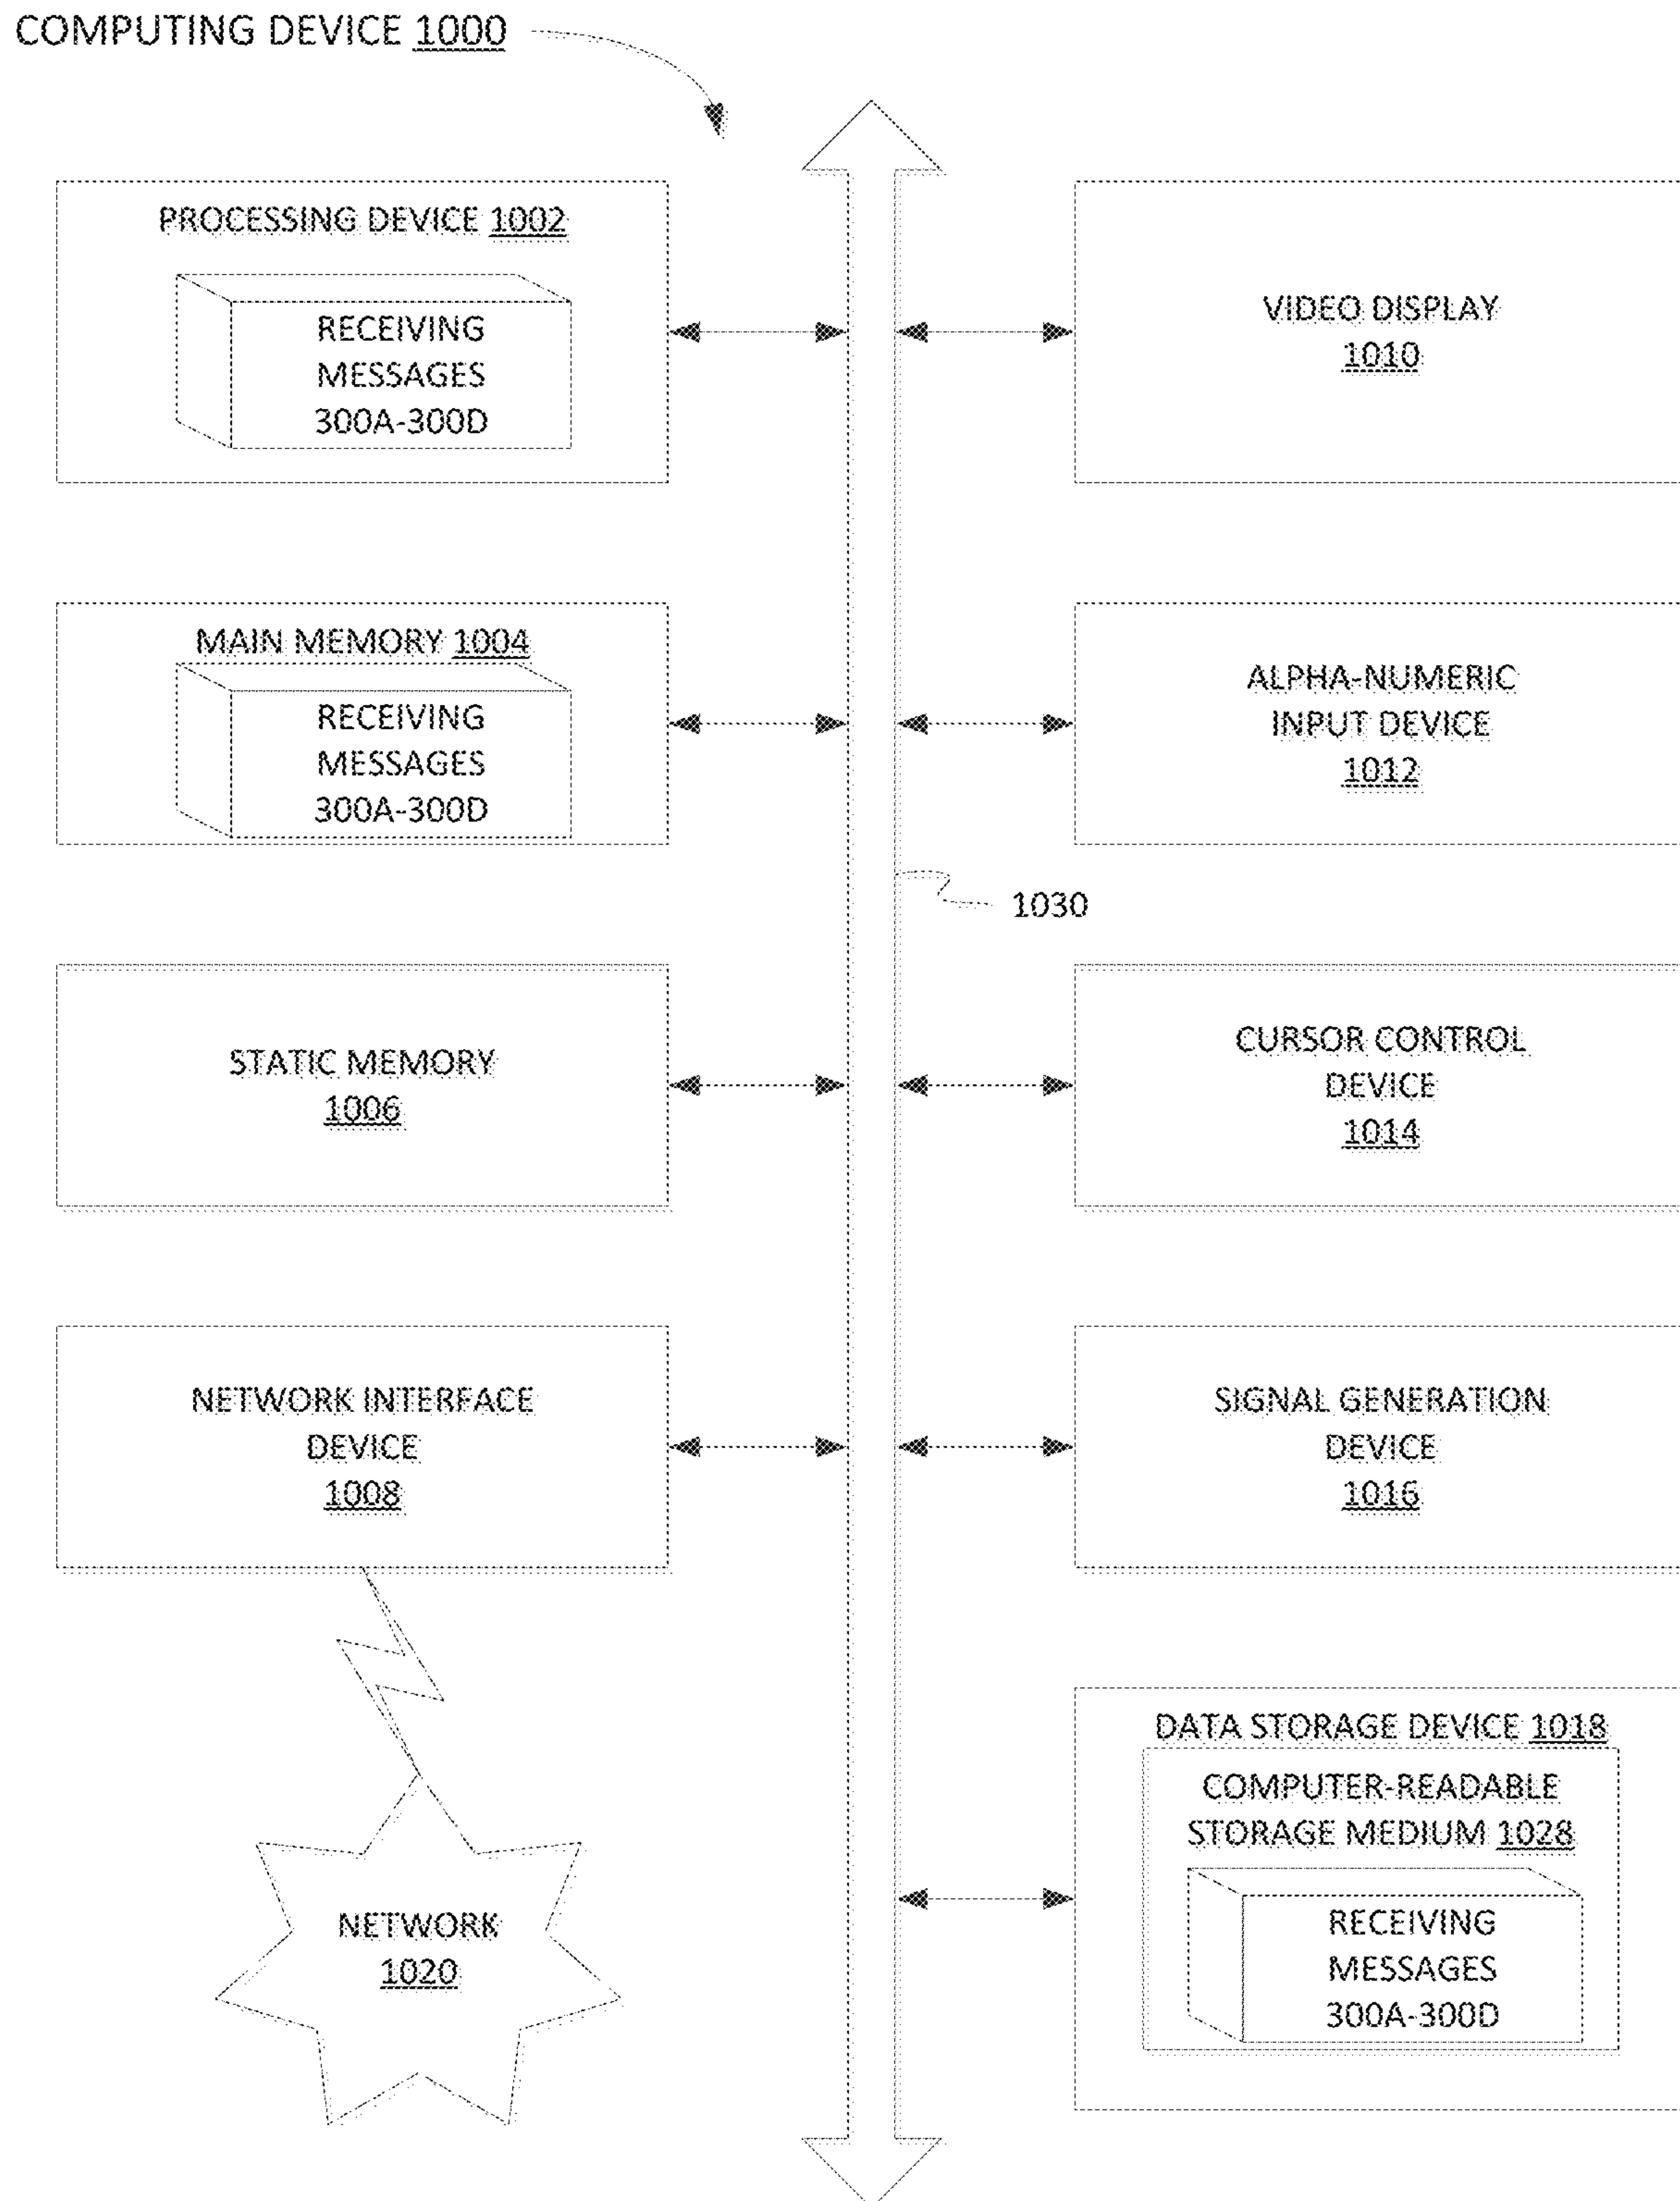 COMPUTING DEVICE 1000
PROCESSING DEVICE 1002
RECEIVING
MESSAGES
300A-300D
VIDEO DISPLAY
1010
MAIN MEMORY 1004
RECEIVING
MESSAGES
300A-300D
ALPHA-NUMERIC
INPUT DEVICE
1012
1030
STATIC MEMORY
1006
CURSOR CONTROL
DEVICE
1014
NETWORK INTERFACE
DEVICE
1008
SIGNAL GENERATION
DEVICE
1016
DATA STORAGE DEVICE 1018
COMPUTER-READABLE
STORAGE MEDIUM 1028
RECEIVING
MESSAGES
300A-300D
NETWORK
1020